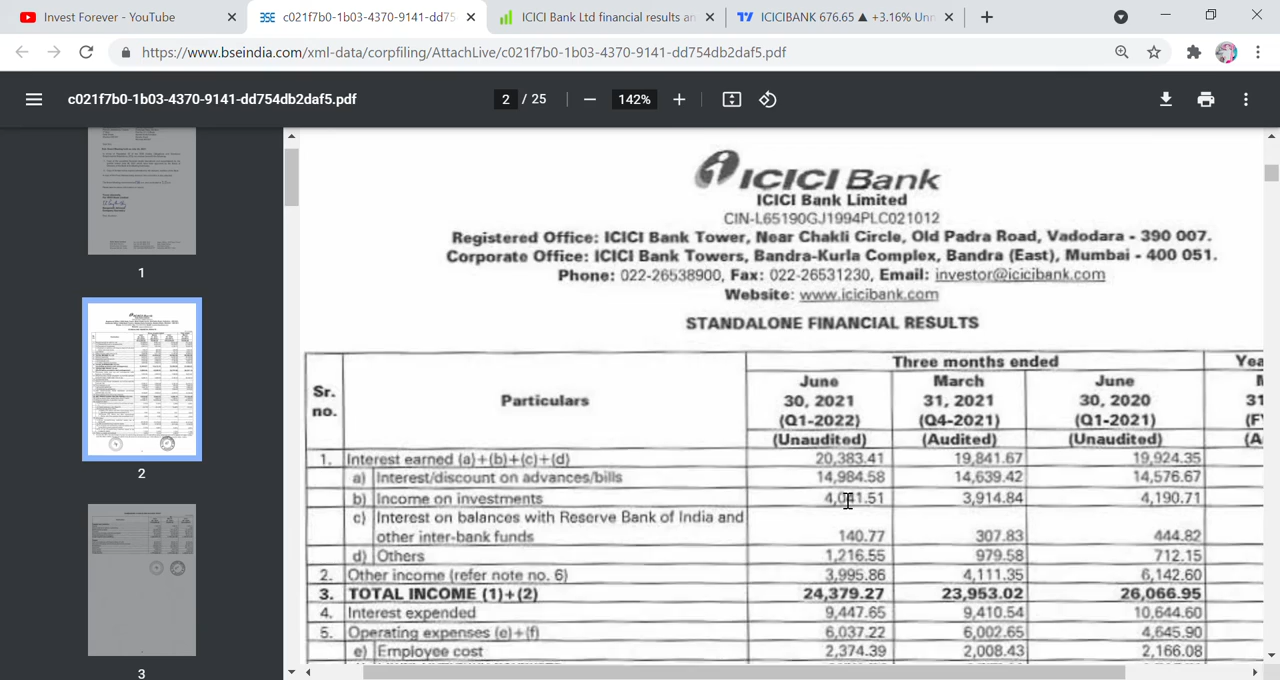 Invest Forever - YouTube
c021f7b0-1b03-4370-9141-dd75
ICICI Bank Ltd financial results an
ICICIBANK 676.65 ▲ +3.16% Un
https://www.bseindia.com/xml-data/corpfiling/AttachLive/c021f7b0-1b03-4370-9141-dd754db2daf5.pdf
c021f7b0-1b03-4370-9141-dd754db2daf5.pdf
2 / 25
142%
1
2
3
ICICI Bank
ICICI Bank Limited
CIN-L65190GJ1994PLC021012
Registered Office: ICICI Bank Tower, Near Chakli Circle, Old Padra Road, Vadodara - 390 007.
Corporate Office: ICICI Bank Towers, Bandra-Kurla Complex, Bandra (East), Mumbai - 400 051.
Phone: 022-26538900, Fax: 022-26531230, Email: investor@icicibank.com
Website: www.icicibank.com
STANDALONE FINANCIAL RESULTS
Three months ended Yea
Sr. no. Particulars June 30, 2021 (Q1-2022) (Unaudited) March 31, 2021 (Q4-2021) (Audited) June 30, 2020 (Q1-2021) (Unaudited) 31 (F (A
1. Interest earned (a)+(b)+(c)+(d) 20,383.41 19,841.67 19,924.35
a) Interest/discount on advances/bills 14,984.58 14,639.42 14,576.67
b) Income on investments 3,914.84 4,190.71
c) Interest on balances with Reserve Bank of India and
other inter-bank funds 140.77 307.83 444.82
d) Others 1,216.55 979.58 712.15
2. Other income (refer note no. 6) 3,995.86 4,111.35 6,142.60
3. TOTAL INCOME (1)+(2) 24,379.27 23,953.02 26,066.95
4. Interest expended 9,447.65 9,410.54 10,644.60
5. Operating expenses (e)+(f) 6,037.22 6,002.65 4,645.90
e) Employee cost 2,374.39 2,008.43 2,166.08